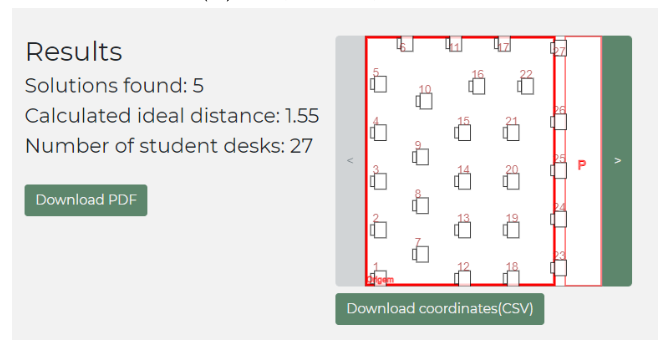 Results
Solutions found: 5
Calculated ideal distance: 1.55
Number of student desks: 27
Download PDF
<
6 11 17 27
5 16 22
10
26
4 15 21
9
3 14 20 25
P
>
8
2 13 19 24
7
23
1 12 18
Origem
Download coordinates(CSV)